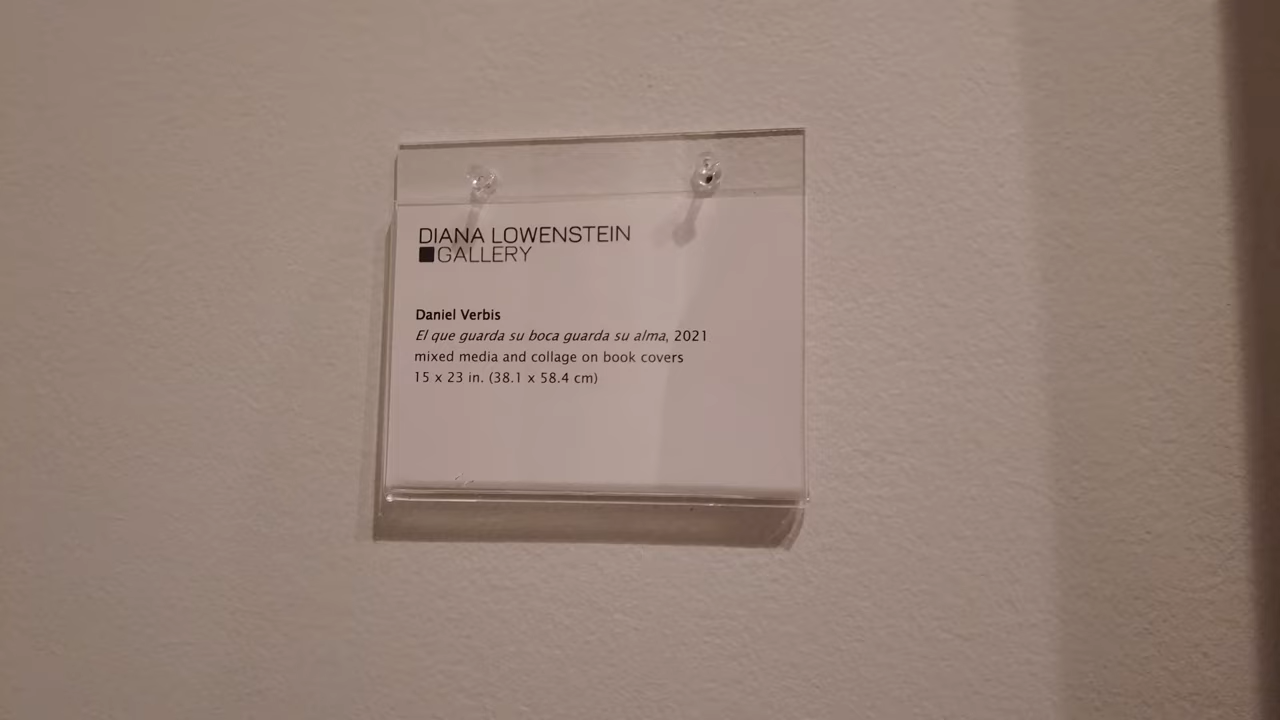 DIANA LOWENSTEIN
GALLERY
Daniel Verbis
El que guarda su boca guarda su alma, 2021
mixed media and collage on book covers
15 x 23 in. (38.1 x 58.4 cm)